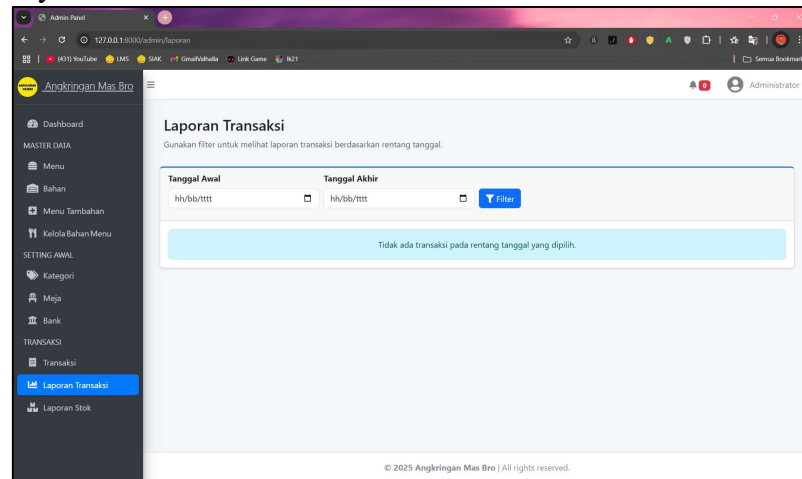 Admin Panel
127.0.0.1:8000/admin/laporan
(431) YouTube LMS SIAK GmailValhalla Link Game lk21 Semua Bookmark
Angkringan Mas Bro
0 Administrator
Dashboard
MASTER DATA
Menu
Bahan
Menu Tambahan
Kelola Bahan Menu
SETTING AWAL
Kategori
Meja
Bank
TRANSAKSI
Transaksi
Laporan Transaksi
Laporan Stok
Laporan Transaksi
Gunakan filter untuk melihat laporan transaksi berdasarkan rentang tanggal.
Tanggal Awal Tanggal Akhir
hh/bb/tttt hh/bb/tttt Filter
Tidak ada transaksi pada rentang tanggal yang dipilih.
© 2025 Angkringan Mas Bro | All rights reserved.